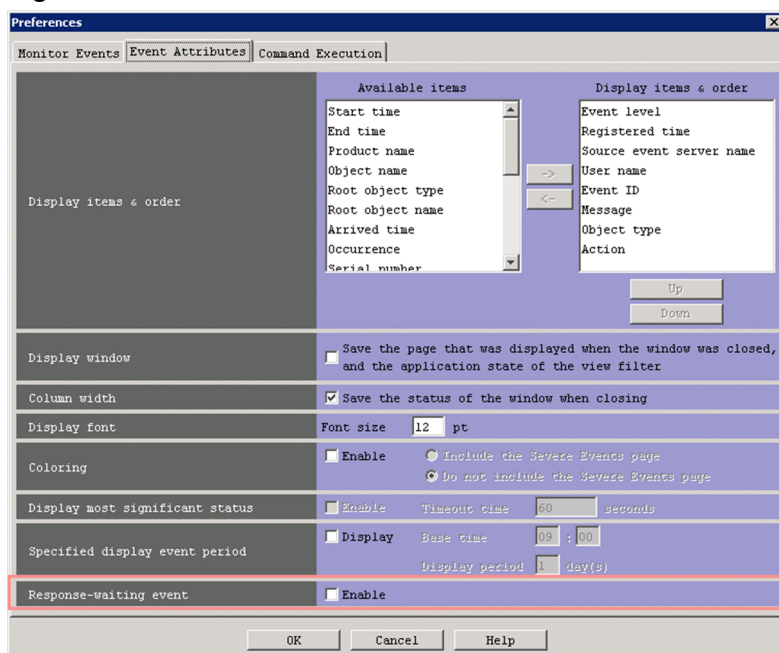 Preferences
Monitor Events Event Attributes Command Execution
Available items
Display items & order
Start time
End time
Product name
Object name
Root object type
Root object name
Arrived time
Occurrence
Serial number
->
<-
Event level
Registered time
Source event server name
User name
Event ID
Message
Object type
Action
Display items & order
Up
Down
Display window
Save the page that was displayed when the window was closed,
and the application state of the view filter
Column width
Save the status of the window when closing
Display font
Font size 12 pt
Coloring
Enable
Include the Severe Events page
Do not include the Severe Events page
Display most significant status
Enable Timeout time 60 seconds
Specified display event period
Display Base time 09 : 00
Display period 1 day(s)
Response-waiting event
Enable
OK Cancel Help